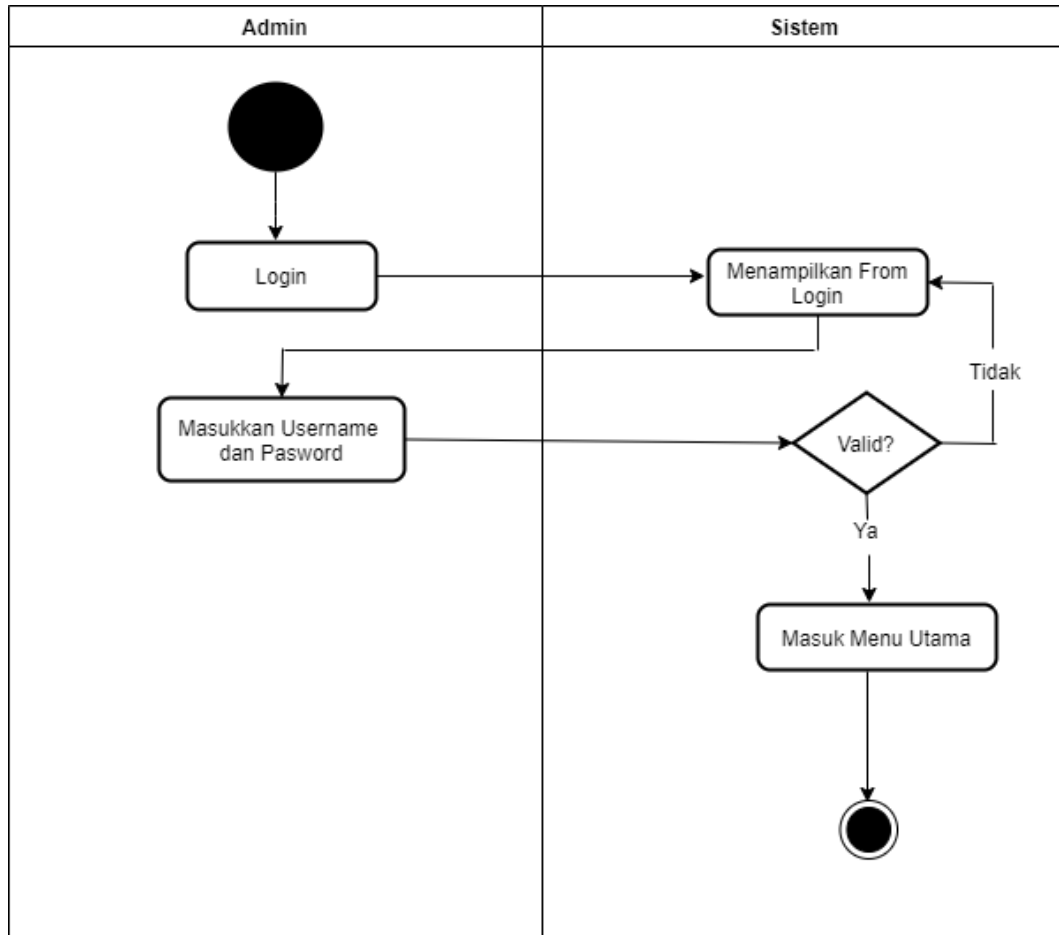 Admin
Sistem
Login
Menampilkan From
Login
Tidak
Masukkan Username
dan Pasword
Valid?
Ya
Masuk Menu Utama